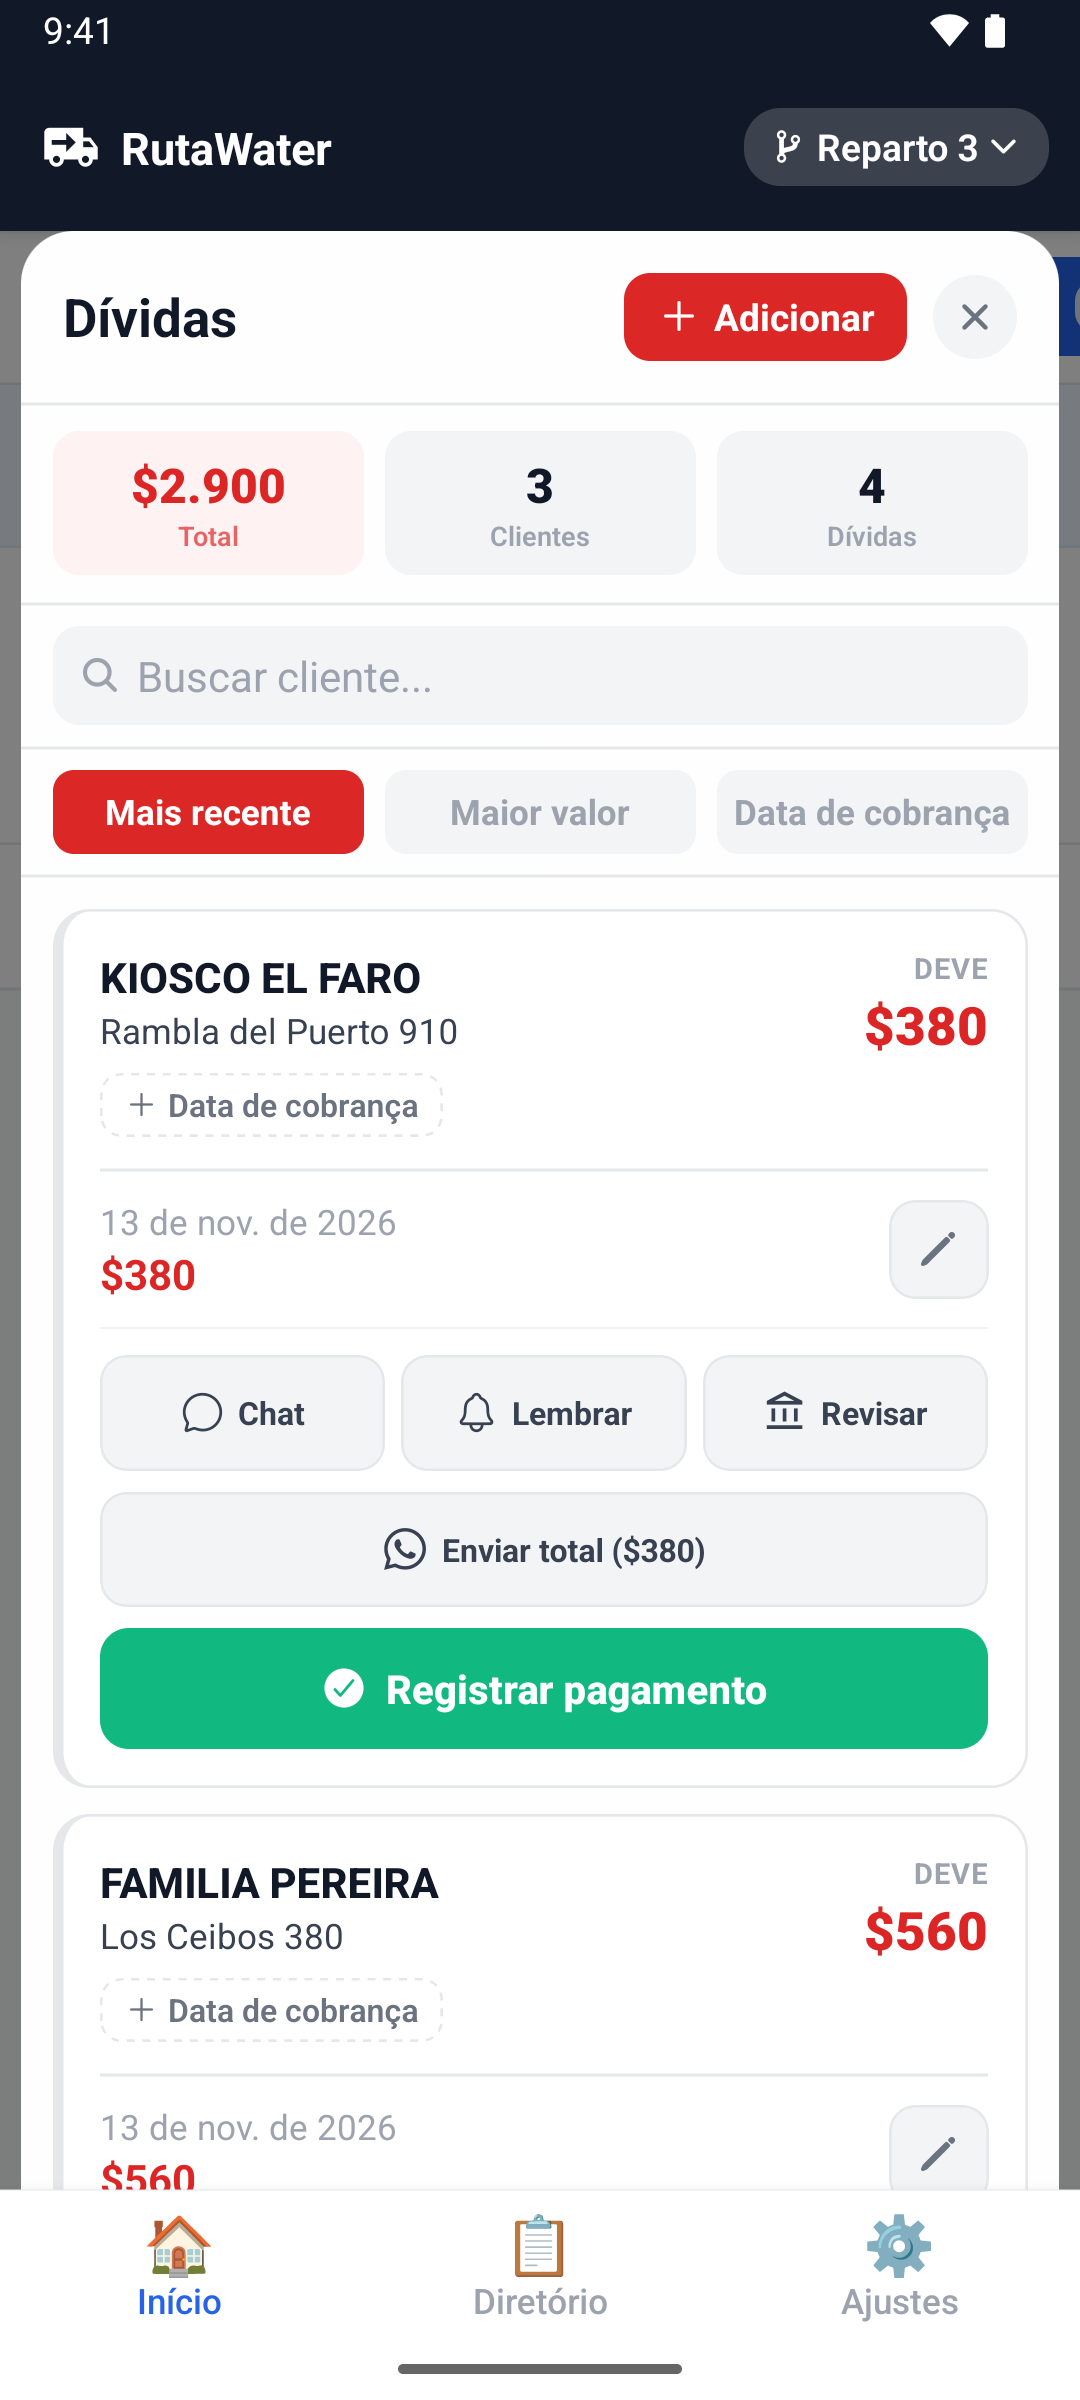 9:41
RutaWater
Reparto 3
Dívidas
Adicionar
$2.900
Total
3
Clientes
4
Dívidas
Buscar cliente...
Mais recente
Maior valor
Data de cobrança
KIOSCO EL FARO
DEVE
Rambla del Puerto 910
$380
Data de cobrança
13 de nov. de 2026
$380
Chat
Lembrar
Revisar
Enviar total ($380)
Registrar pagamento
FAMILIA PEREIRA
DEVE
Los Ceibos 380
$560
Data de cobrança
13 de nov. de 2026
$560
Início
Diretório
Ajustes